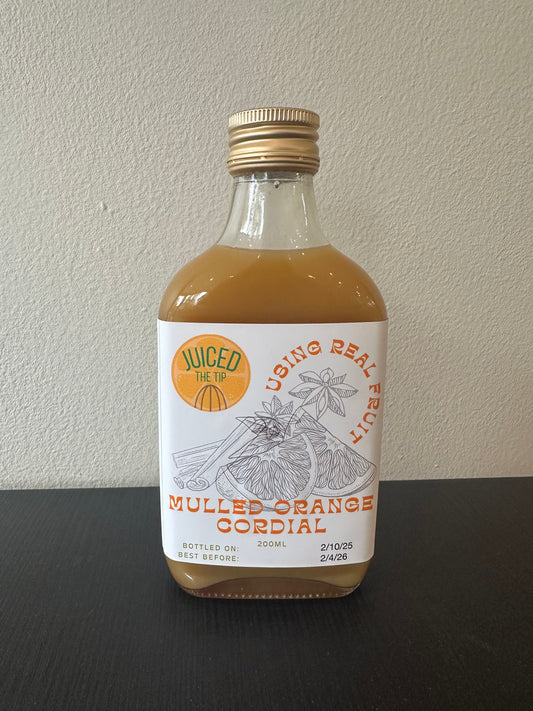 JUICED
THE TIP
USING REAL FRUIT
MULLED ORANGE
CORDIAL
200ML
BOTTLED ON: 2/10/25
BEST BEFORE: 2/4/26